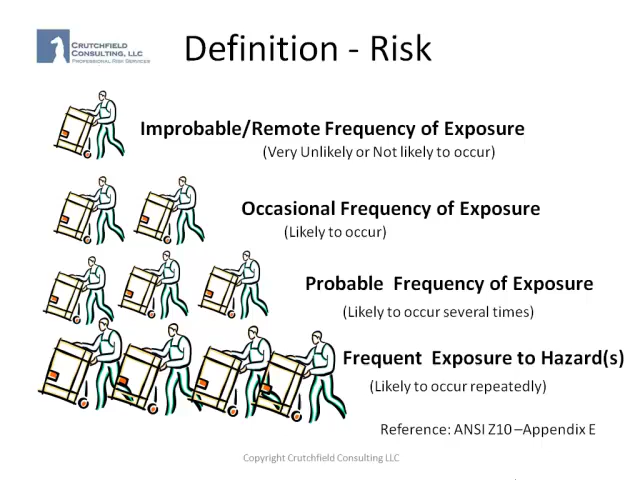 CRUTCHFIELD
CONSULTING, LLC
PROFESSIONAL RISK SERVICES
Definition - Risk
Improbable/Remote Frequency of Exposure
(Very Unlikely or Not likely to occur)
Occasional Frequency of Exposure
(Likely to occur)
Probable Frequency of Exposure
(Likely to occur several times)
Frequent Exposure to Hazard(s)
(Likely to occur repeatedly)
Reference: ANSI Z10 –Appendix E
Copyright Crutchfield Consulting LLC